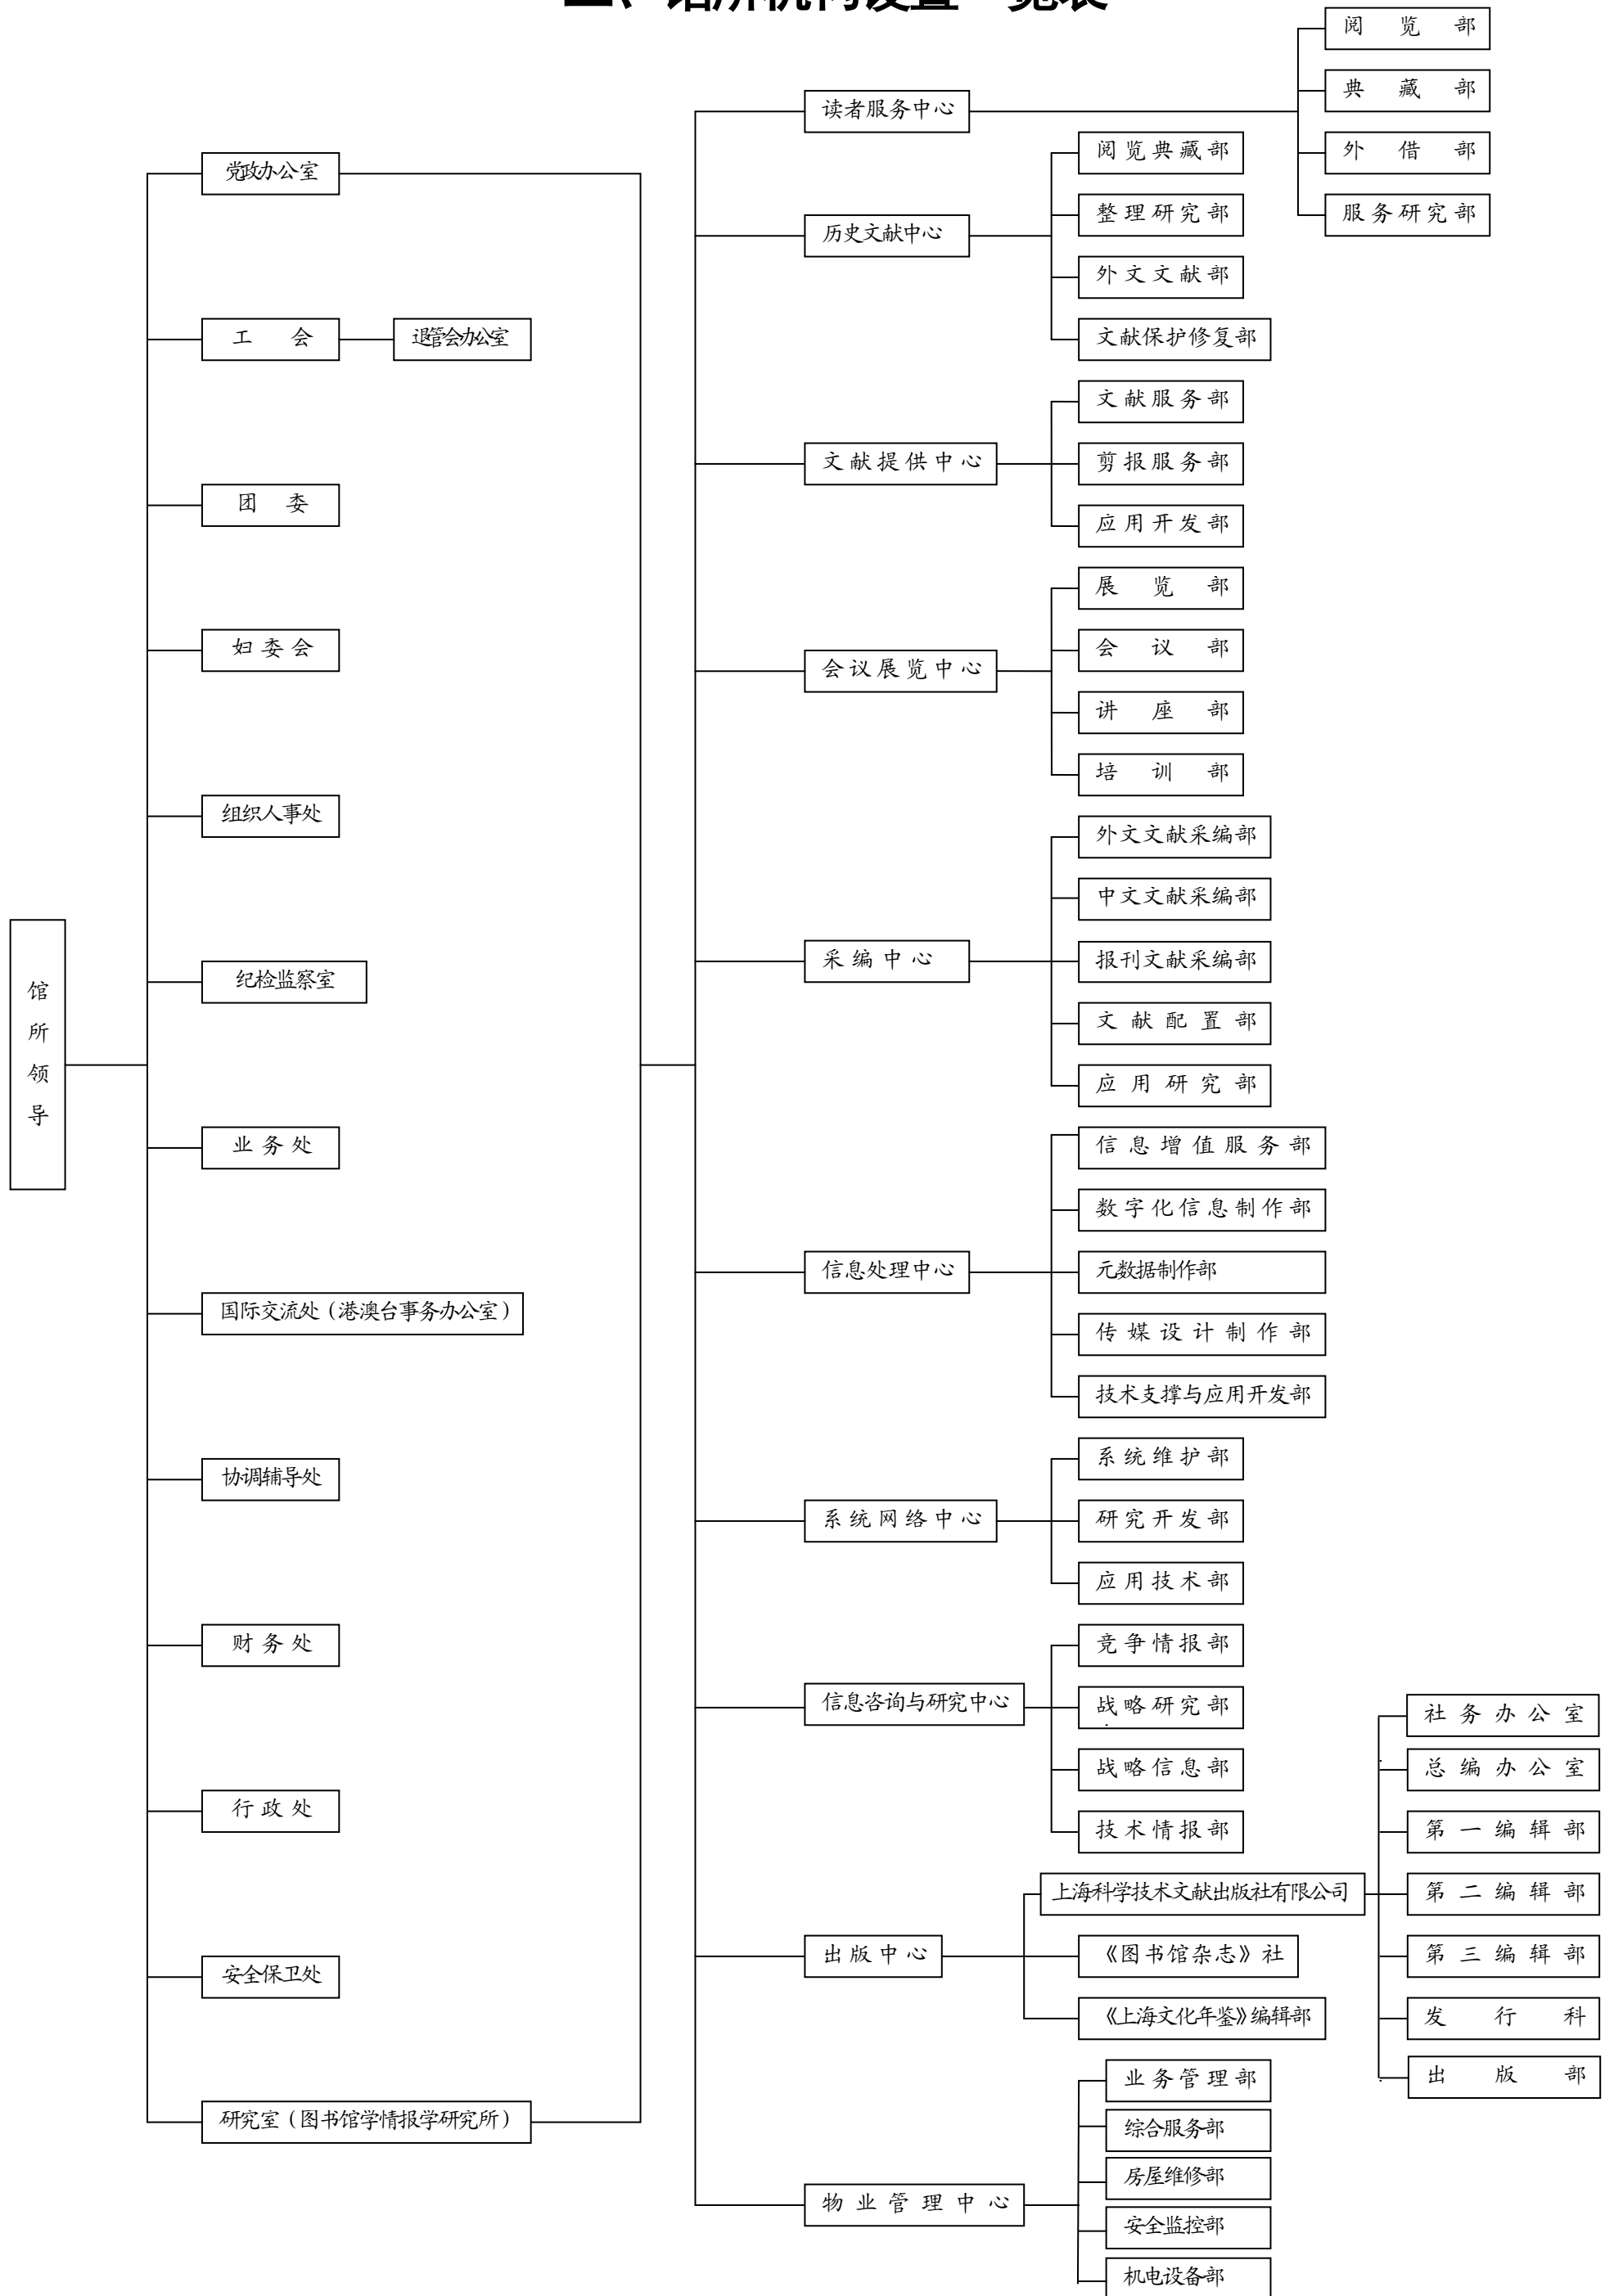 馆所机构设置一览表
馆所领导
党政办公室
工会
退管会办公室
团委
妇委会
组织人事处
纪检监察室
业务处
国际交流处（港澳台事务办公室）
协调辅导处
财务处
行政处
安全保卫处
研究室（图书馆学情报学研究所）
读者服务中心
阅览部
典藏部
外借部
服务研究部
历史文献中心
阅览典藏部
整理研究部
外文文献部
文献保护修复部
文献提供中心
文献服务部
剪报服务部
应用开发部
会议展览中心
展览部
会议部
讲座部
培训部
采编中心
外文文献采编部
中文文献采编部
报刊文献采编部
文献配置部
应用研究部
信息处理中心
信息增值服务部
数字化信息制作部
元数据制作部
传媒设计制作部
技术支撑与应用开发部
系统网络中心
系统维护部
研究开发部
应用技术部
信息咨询与研究中心
竞争情报部
战略研究部
战略信息部
技术情报部
出版中心
上海科学技术文献出版社有限公司
社务办公室
总编办公室
第一编辑部
第二编辑部
第三编辑部
发行科
出版部
《图书馆杂志》社
《上海文化年鉴》编辑部
物业管理中心
业务管理部
综合服务部
房屋维修部
安全监控部
机电设备部